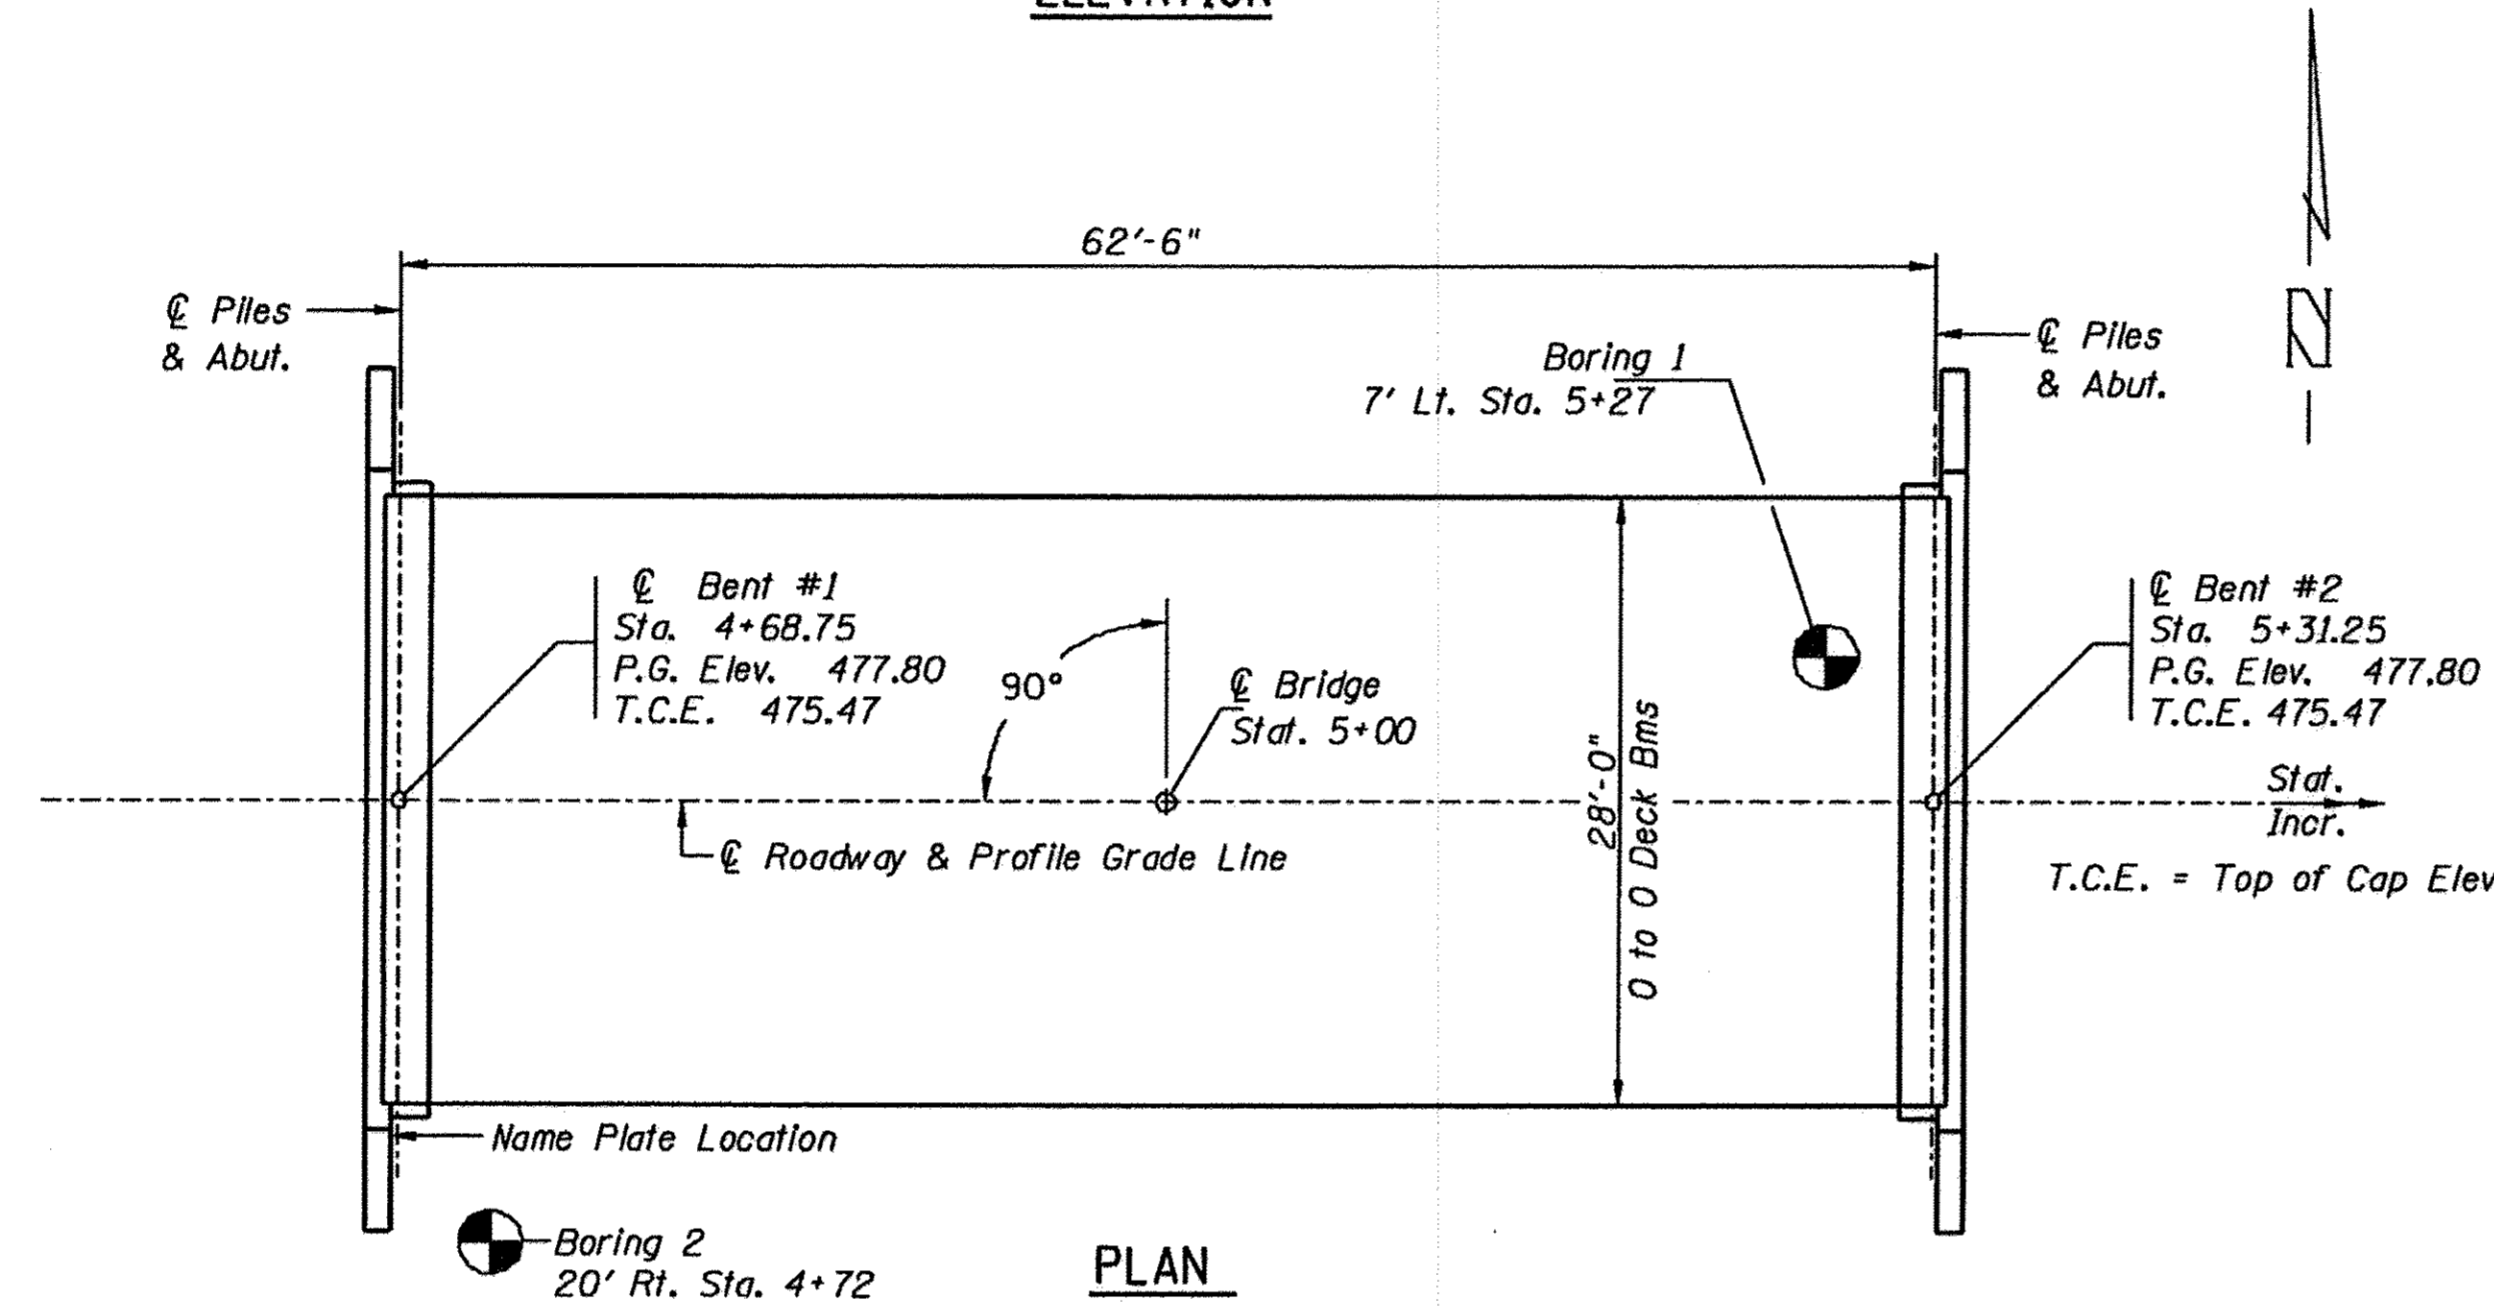 ELEVATION
62'-6"
℄ Piles
& Abut.
℄ Piles
& Abut.
N
Boring 1
7' Lt. Sta. 5+27
℄ Bent #1
Sta. 4+68.75
P.G. Elev. 477.80
T.C.E. 475.47
90°
℄ Bridge
Stat. 5+00
28'-0"
O to O Deck Bms
℄ Bent #2
Sta. 5+31.25
P.G. Elev. 477.80
T.C.E. 475.47
Stat.
Incr.
℄ Roadway & Profile Grade Line
T.C.E. = Top of Cap Elev
Name Plate Location
Boring 2
20' Rt. Sta. 4+72
PLAN